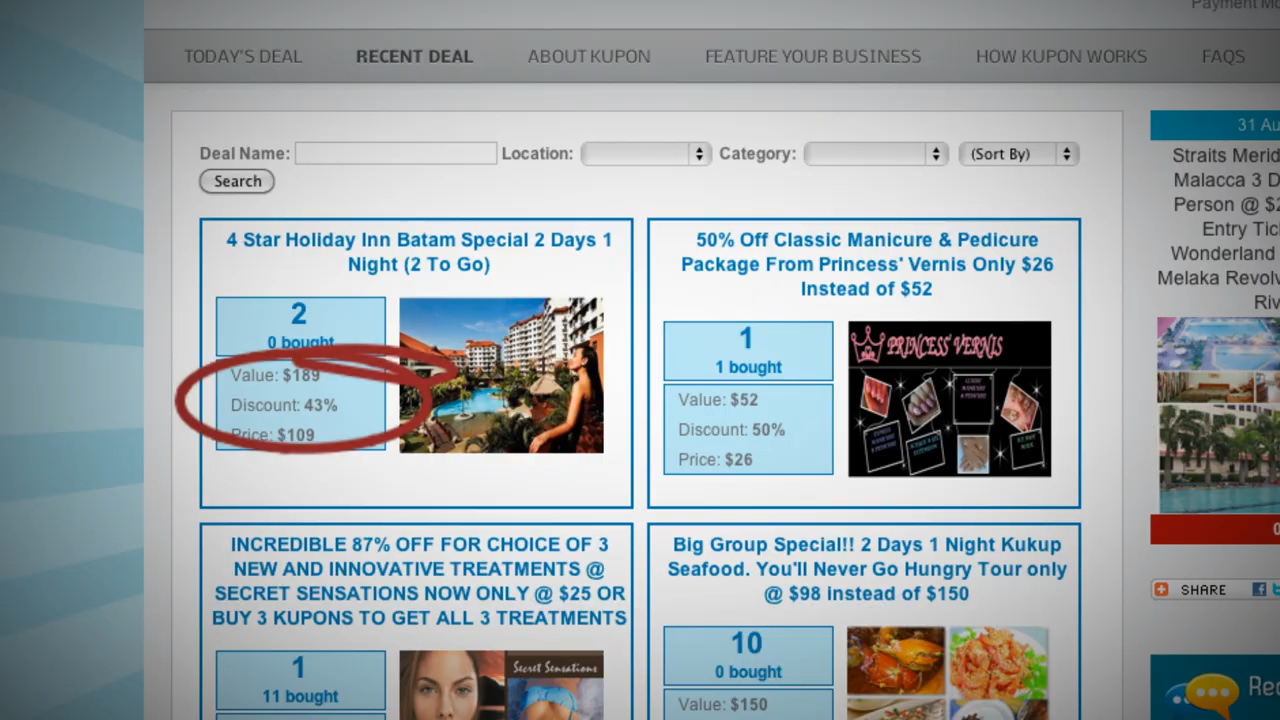 Payment Mo
TODAY'S DEAL
RECENT DEAL
ABOUT KUPON
FEATURE YOUR BUSINESS
HOW KUPON WORKS
FAQS
Deal Name:
Location:
Category:
(Sort By)
Search
4 Star Holiday Inn Batam Special 2 Days 1
Night (2 To Go)
2
0 bought
Value: $189
Discount: 43%
Price: $109
50% Off Classic Manicure & Pedicure
Package From Princess' Vernis Only $26
Instead of $52
1
1 bought
Value: $52
Discount: 50%
Price: $26
PRINCESS' VERNIS
INCREDIBLE 87% OFF FOR CHOICE OF 3
NEW AND INNOVATIVE TREATMENTS @
SECRET SENSATIONS NOW ONLY @ $25 OR
BUY 3 KUPONS TO GET ALL 3 TREATMENTS
1
11 bought
Secret Sensations
Big Group Special!! 2 Days 1 Night Kukup
Seafood. You'll Never Go Hungry Tour only
@ $98 instead of $150
10
0 bought
Value: $150
31 Au
Straits Merid
Malacca 3 D
Person @ $2
Entry Tic
Wonderland
Melaka Revolv
Riv
SHARE
Rec